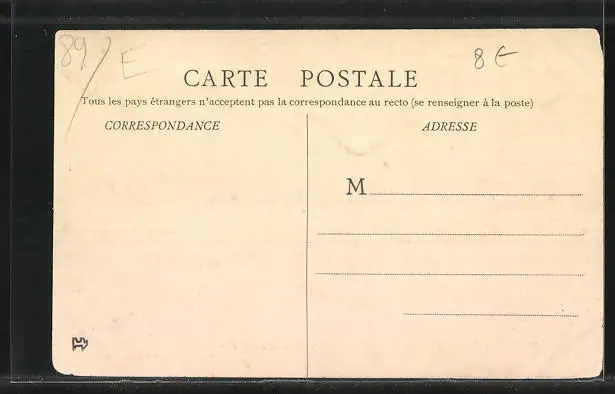 89/ E
8 €
CARTE POSTALE
Tous les pays étrangers n'acceptent pas la correspondance au recto (se renseigner à la poste)
CORRESPONDANCE
ADRESSE
M